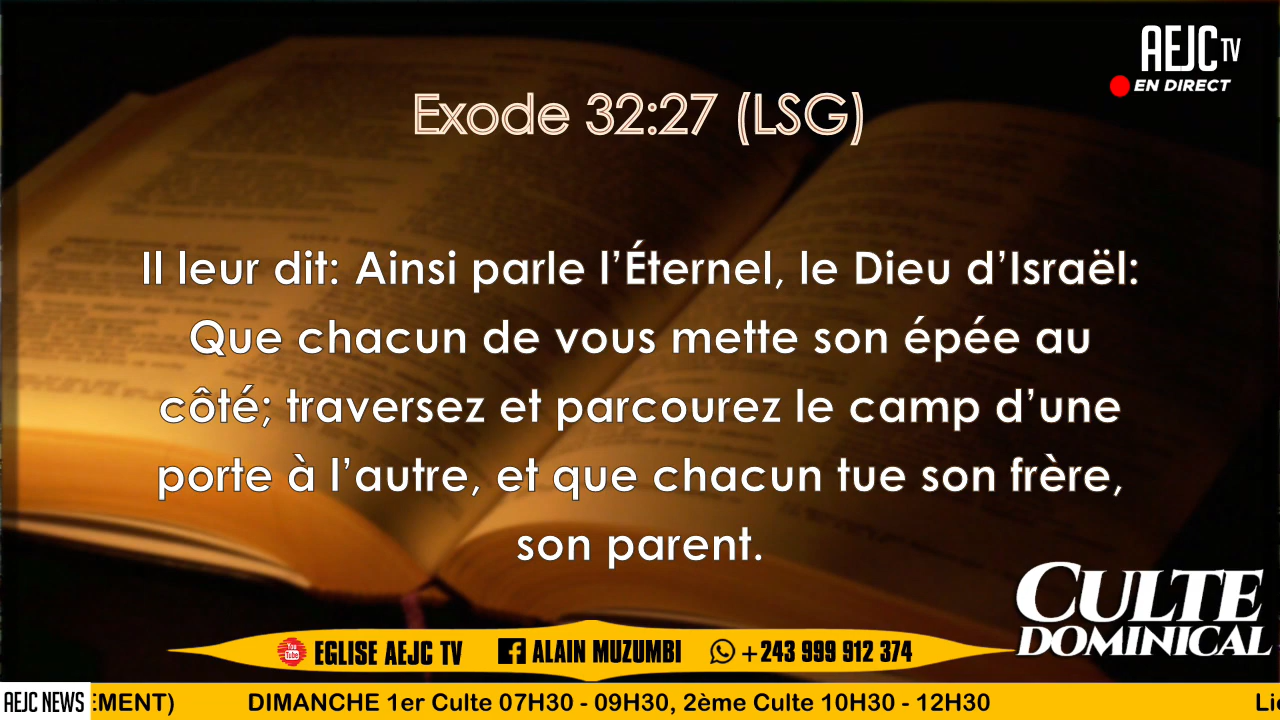 AEJC TV
EN DIRECT
Exode 32:27 (LSG)
Il leur dit: Ainsi parle l’Éternel, le Dieu d’Israël:
Que chacun de vous mette son épée au
côté; traversez et parcourez le camp d’une
porte à l’autre, et que chacun tue son frère,
son parent.
CULTE
DOMINICAL
You Tube EGLISE AEJC TV ALAIN MUZUMBI +243 999 912 374
AEJC NEWS EMENT) DIMANCHE 1er Culte 07H30 - 09H30, 2ème Culte 10H30 - 12H30